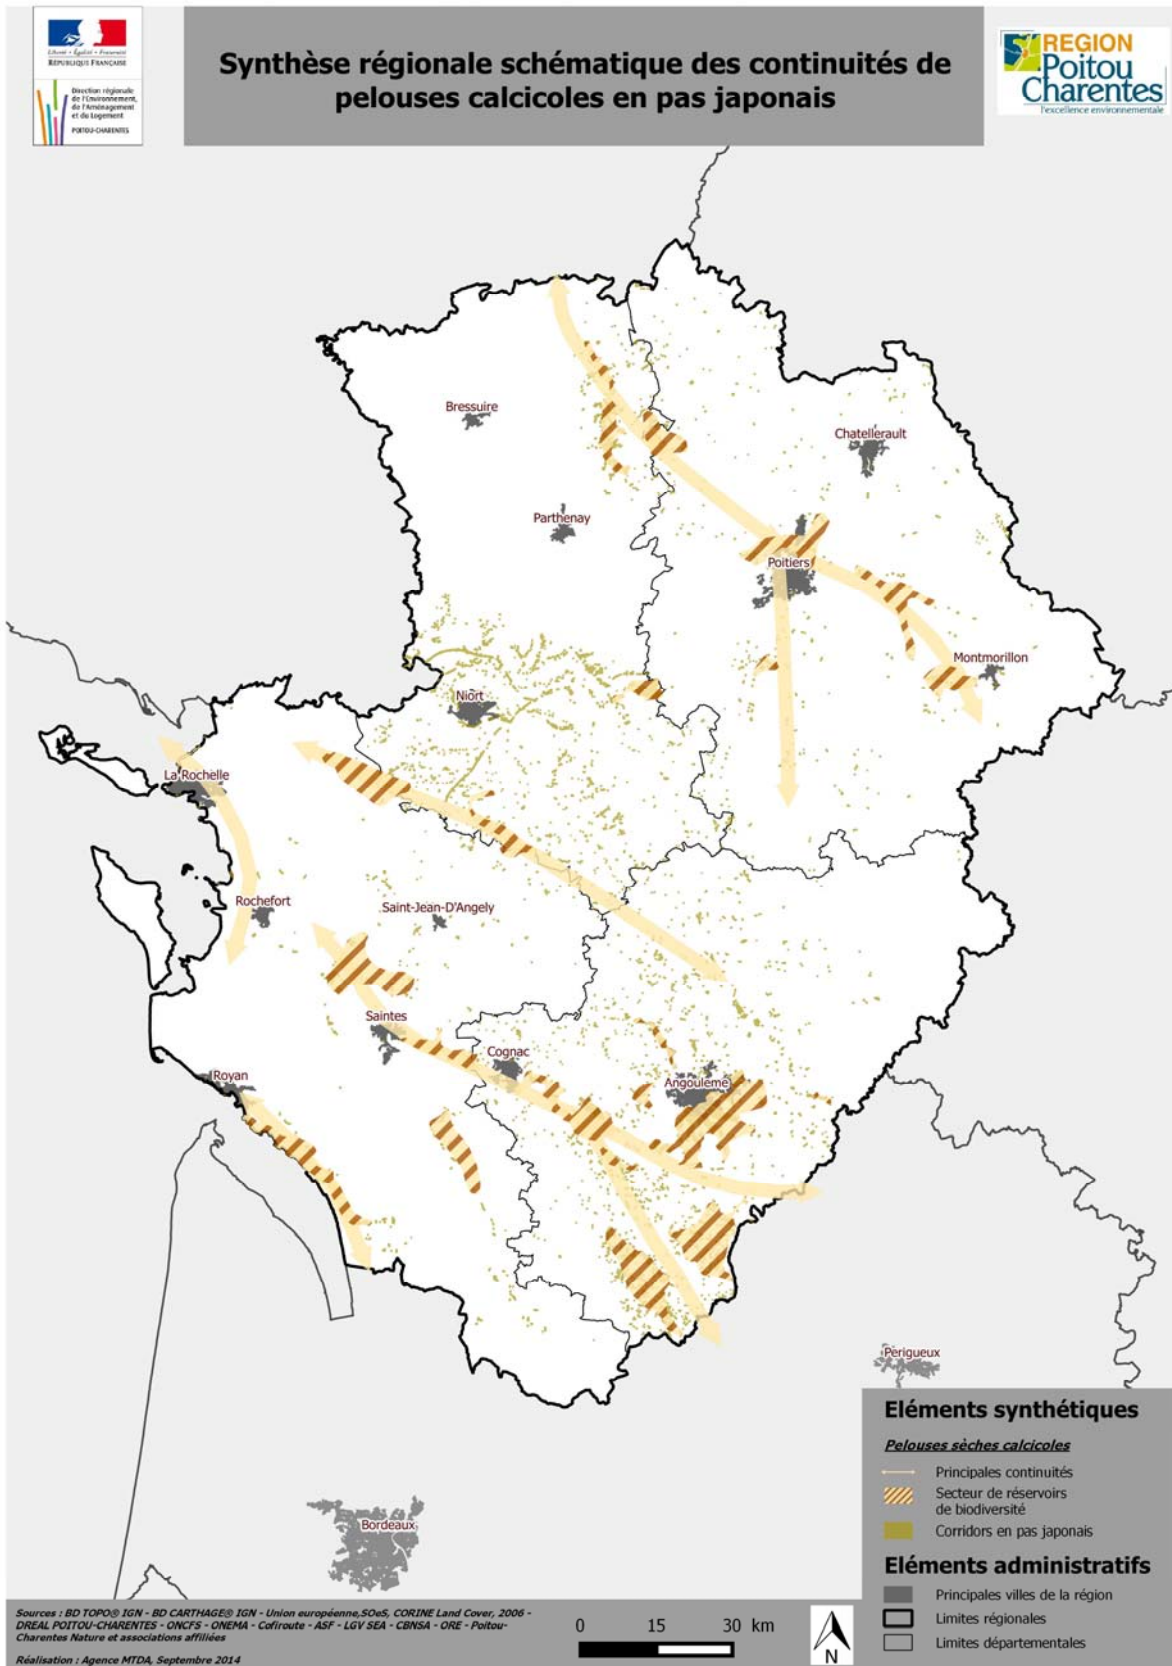 Liberté • Égalité • Fraternité
RÉPUBLIQUE FRANÇAISE
Direction régionale
de l'Environnement,
de l'Aménagement
et du Logement
POITOU-CHARENTES
Synthèse régionale schématique des continuités de
pelouses calcicoles en pas japonais
REGION
Poitou
Charentes
l'excellence environnementale
Bressuire
Chatellerault
Parthenay
Poitiers
Montmorillon
Niort
La Rochelle
Rochefort
Saint-Jean-D'Angely
Saintes
Cognac
Royan
Angouleme
Perigueux
Bordeaux
Eléments synthétiques
Pelouses sèches calcicoles
Principales continuités
Secteur de réservoirs
de biodiversité
Corridors en pas japonais
Eléments administratifs
Principales villes de la région
Limites régionales
Limites départementales
Sources : BD TOPO® IGN - BD CARTHAGE® IGN - Union européenne,SOeS, CORINE Land Cover, 2006 -
DREAL POITOU-CHARENTES - ONCFS - ONEMA - Cofiroute - ASF - LGV SEA - CBNSA - ORE - Poitou-
Charentes Nature et associations affiliées
Réalisation : Agence MTDA, Septembre 2014
0 15 30 km
N